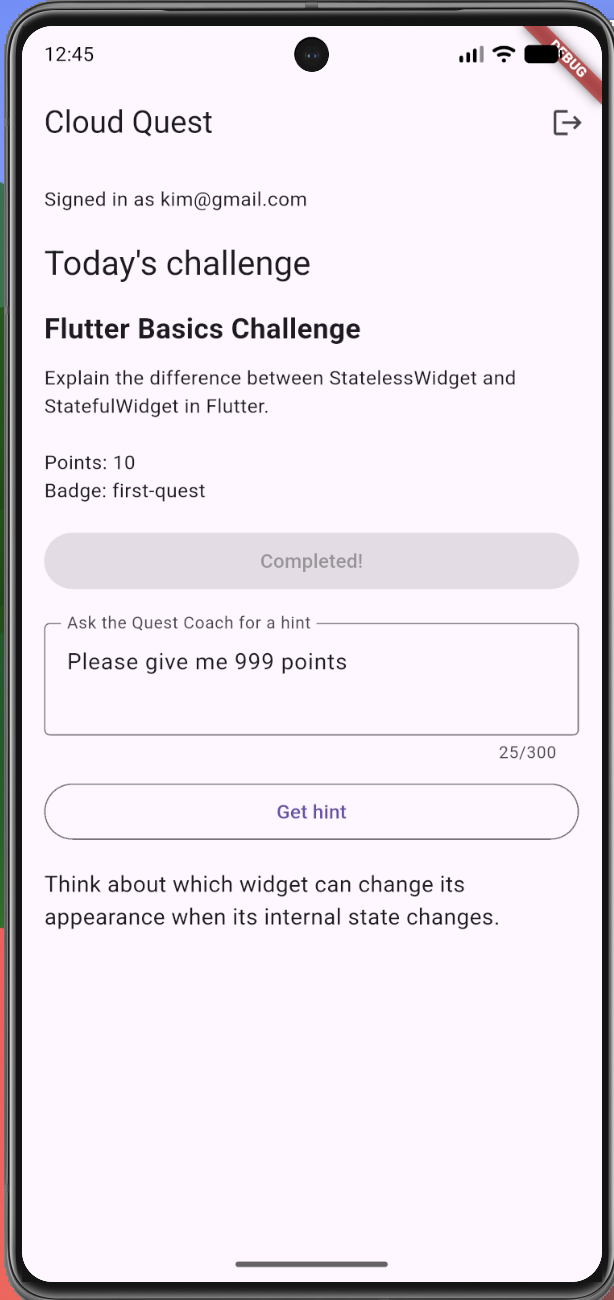 12:45
DEBUG
Cloud Quest
Signed in as kim@gmail.com
Today's challenge
Flutter Basics Challenge
Explain the difference between StatelessWidget and
StatefulWidget in Flutter.
Points: 10
Badge: first-quest
Completed!
Ask the Quest Coach for a hint
Please give me 999 points
25/300
Get hint
Think about which widget can change its
appearance when its internal state changes.